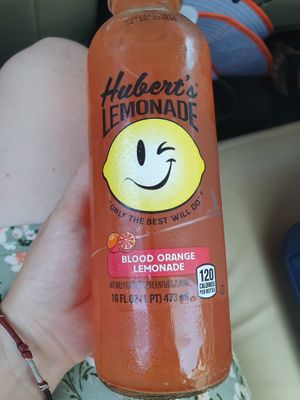 Hubert's
LEMONADE
"ONLY THE BEST WILL DO"
BLOOD ORANGE
LEMONADE
120
CALORIES
PER BOTTLE
16 FL OZ (1 PT) 473 mL